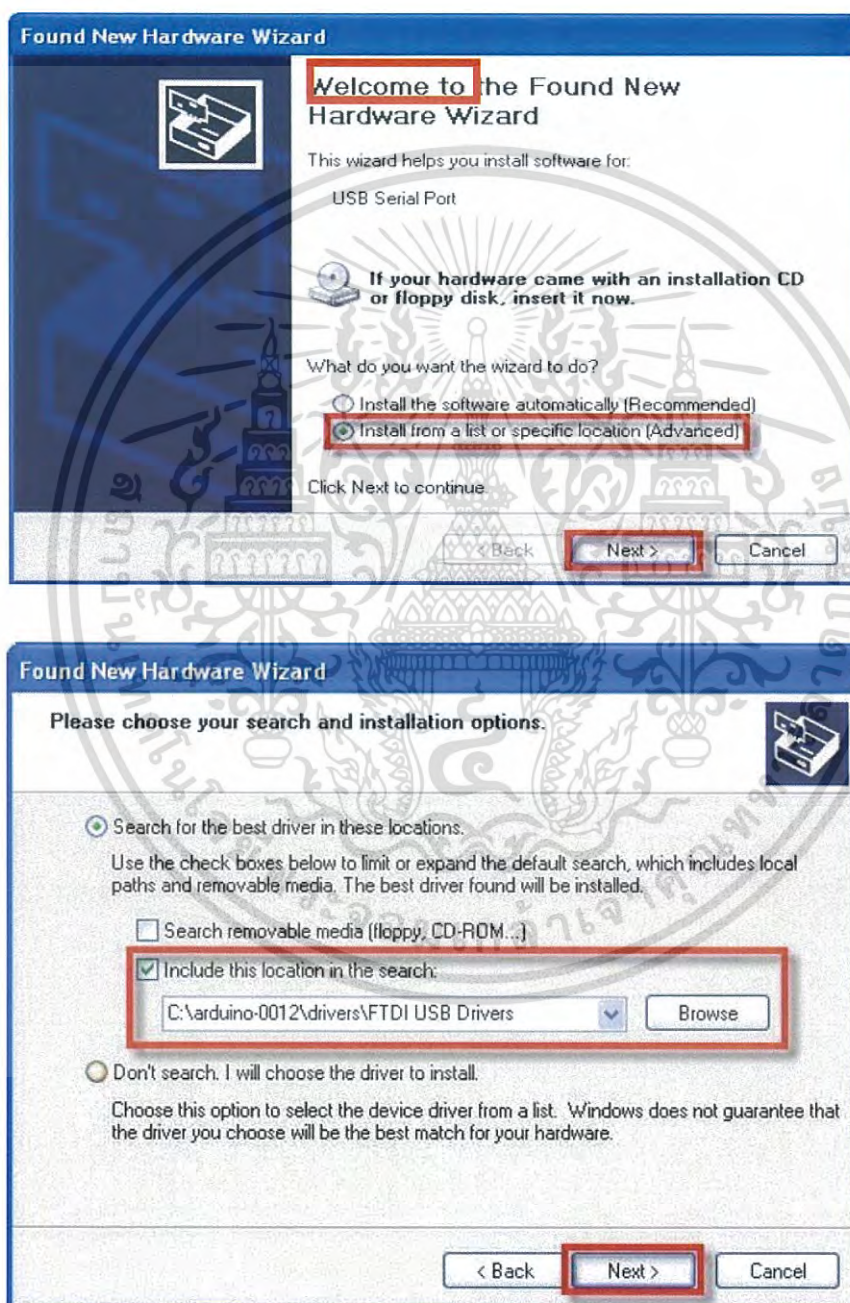 Found New Hardware Wizard
Welcome to the Found New
Hardware Wizard
This wizard helps you install software for:
USB Serial Port
If your hardware came with an installation CD
or floppy disk, insert it now.
What do you want the wizard to do?
Install the software automatically (Recommended)
Install from a list or specific location (Advanced)
Click Next to continue.
< Back Next > Cancel
Found New Hardware Wizard
Please choose your search and installation options.
Search for the best driver in these locations.
Use the check boxes below to limit or expand the default search, which includes local
paths and removable media. The best driver found will be installed.
Search removable media (floppy, CD-ROM...)
Include this location in the search:
C:\arduino-0012\drivers\FTDI USB Drivers Browse
Don't search. I will choose the driver to install.
Choose this option to select the device driver from a list. Windows does not guarantee that
the driver you choose will be the best match for your hardware.
< Back Next > Cancel